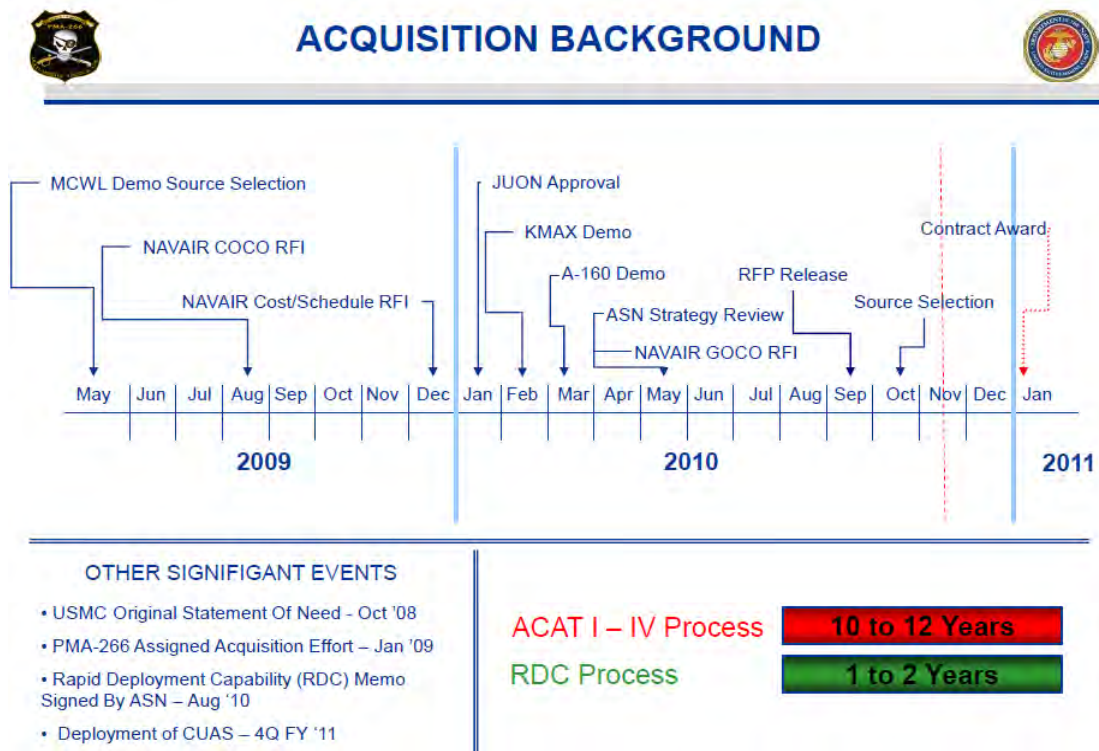 PMA-266
ACQUISITION BACKGROUND
MCWL Demo Source Selection
JUON Approval
NAVAIR COCO RFI
KMAX Demo
Contract Award
A-160 Demo
RFP Release
NAVAIR Cost/Schedule RFI
Source Selection
ASN Strategy Review
NAVAIR GOCO RFI
May Jun Jul Aug Sep Oct Nov Dec Jan Feb Mar Apr May Jun Jul Aug Sep Oct Nov Dec Jan
2009 2010 2011
OTHER SIGNIFIGANT EVENTS
• USMC Original Statement Of Need - Oct '08
• PMA-266 Assigned Acquisition Effort – Jan '09
• Rapid Deployment Capability (RDC) Memo
Signed By ASN – Aug '10
• Deployment of CUAS – 4Q FY '11
ACAT I – IV Process 10 to 12 Years
RDC Process 1 to 2 Years